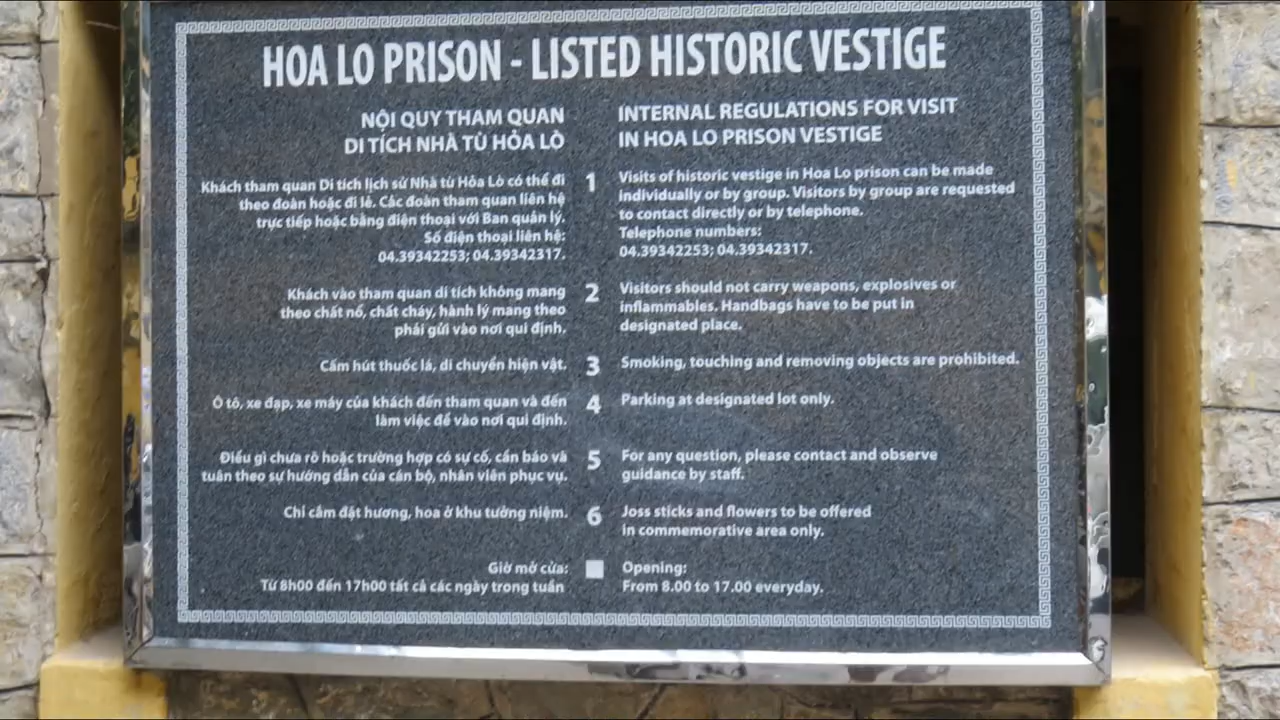 HOA LO PRISON - LISTED HISTORIC VESTIGE
NỘI QUY THAM QUAN
DI TÍCH NHÀ TÙ HỎA LÒ
INTERNAL REGULATIONS FOR VISIT
IN HOA LO PRISON VESTIGE
Khách tham quan Di tích lịch sử Nhà tù Hỏa Lò có thể đi
theo đoàn hoặc đi lẻ. Các đoàn tham quan liên hệ
trực tiếp hoặc bằng điện thoại với Ban quản lý.
Số điện thoại liên hệ:
04.39342253; 04.39342317.
1
Visits of historic vestige in Hoa Lo prison can be made
individually or by group. Visitors by group are requested
to contact directly or by telephone.
Telephone numbers:
04.39342253; 04.39342317.
Khách vào tham quan di tích không mang
theo chất nổ, chất cháy, hành lý mang theo
phải gửi vào nơi qui định.
2
Visitors should not carry weapons, explosives or
inflammables. Handbags have to be put in
designated place.
Cấm hút thuốc lá, di chuyển hiện vật.
3
Smoking, touching and removing objects are prohibited.
Ô tô, xe đạp, xe máy của khách đến tham quan và đến
làm việc để vào nơi qui định.
4
Parking at designated lot only.
Điều gì chưa rõ hoặc trường hợp có sự cố, cần báo và
tuân theo sự hướng dẫn của cán bộ, nhân viên phục vụ.
5
For any question, please contact and observe
guidance by staff.
Chỉ cắm đặt hương, hoa ở khu tưởng niệm.
6
Joss sticks and flowers to be offered
in commemorative area only.
Giờ mở cửa:
Từ 8h00 đến 17h00 tất cả các ngày trong tuần
Opening:
From 8.00 to 17.00 everyday.